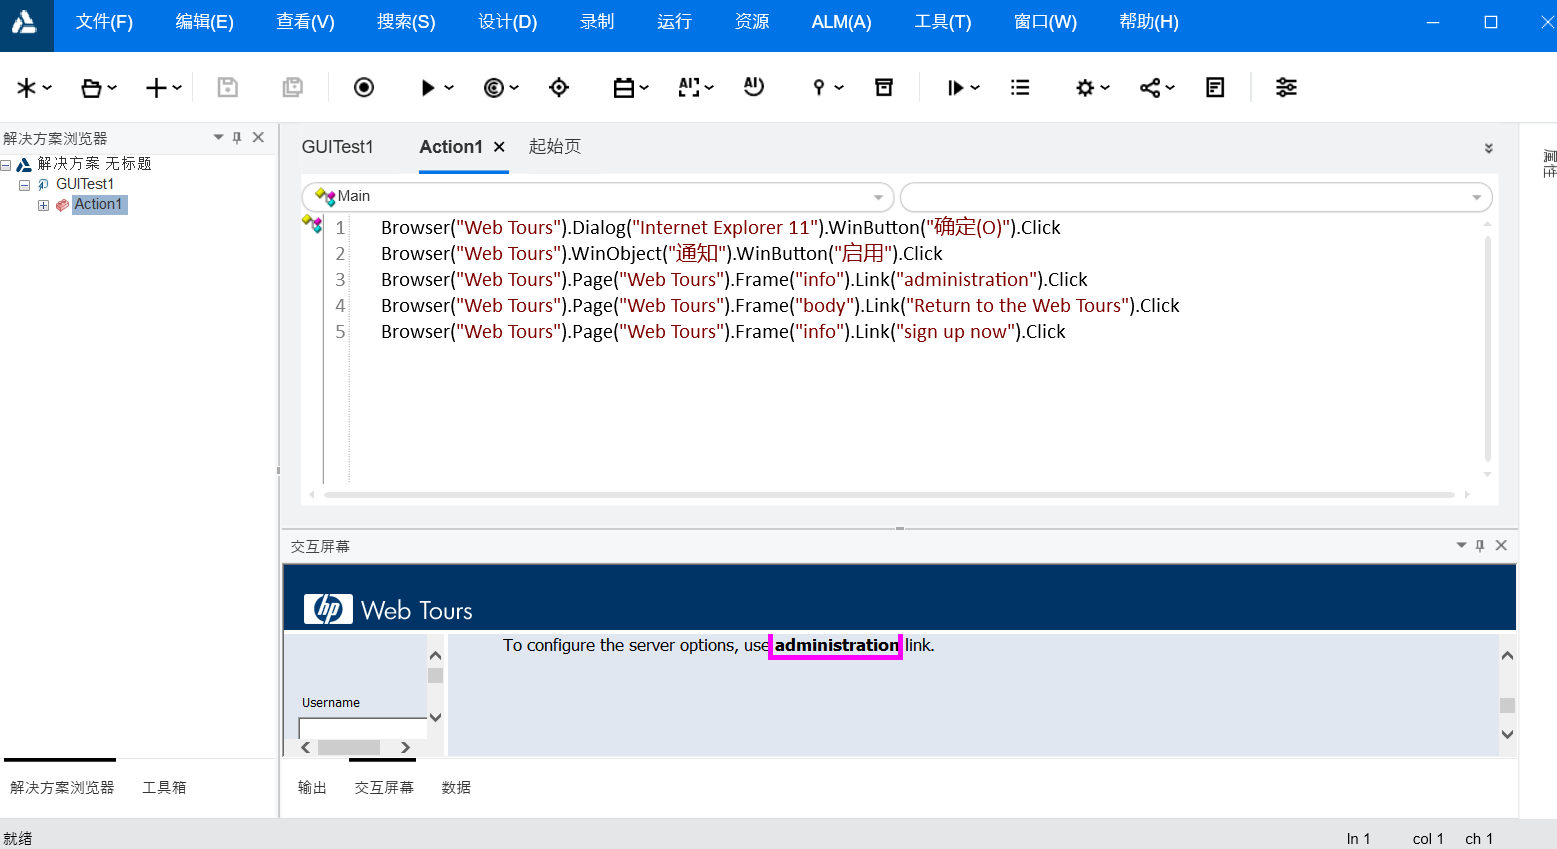 文件(F) 编辑(E) 查看(V) 搜索(S) 设计(D) 录制 运行 资源 ALM(A) 工具(T) 窗口(W) 帮助(H)
解决方案浏览器
解决方案 无标题
GUITest1
Action1
GUITest1 Action1 起始页
属性
Main
1 Browser("Web Tours").Dialog("Internet Explorer 11").WinButton("确定(O)").Click
2 Browser("Web Tours").WinObject("通知").WinButton("启用").Click
3 Browser("Web Tours").Page("Web Tours").Frame("info").Link("administration").Click
4 Browser("Web Tours").Page("Web Tours").Frame("body").Link("Return to the Web Tours").Click
5 Browser("Web Tours").Page("Web Tours").Frame("info").Link("sign up now").Click
交互屏幕
hp Web Tours
To configure the server options, use administration link.
Username
解决方案浏览器 工具箱
输出 交互屏幕 数据
就绪
ln 1 col 1 ch 1